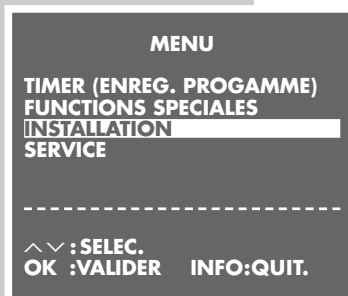 MENU
TIMER (ENREG. PROGAMME)
FUNCTIONS SPECIALES
INSTALLATION
SERVICE
︿﹀: SELEC.
OK :VALIDER INFO:QUIT.